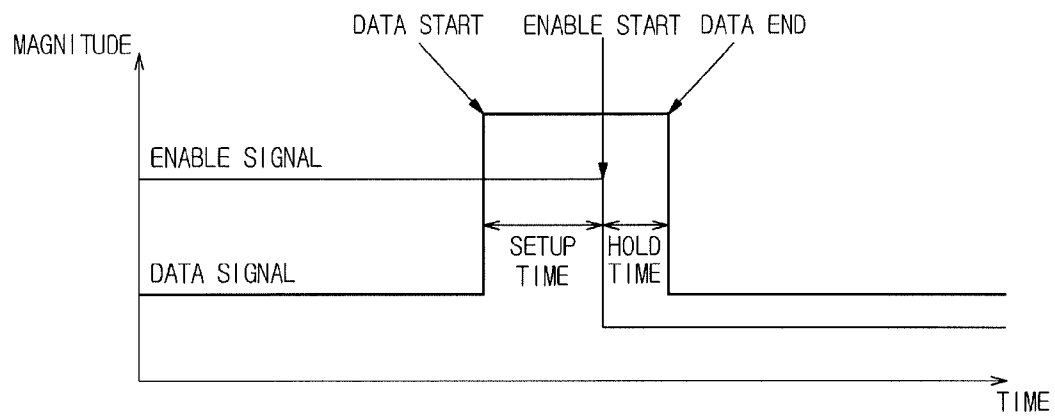 DATA START
ENABLE START
DATA END
MAGNITUDE
ENABLE SIGNAL
SETUP
TIME
HOLD
TIME
DATA SIGNAL
TIME